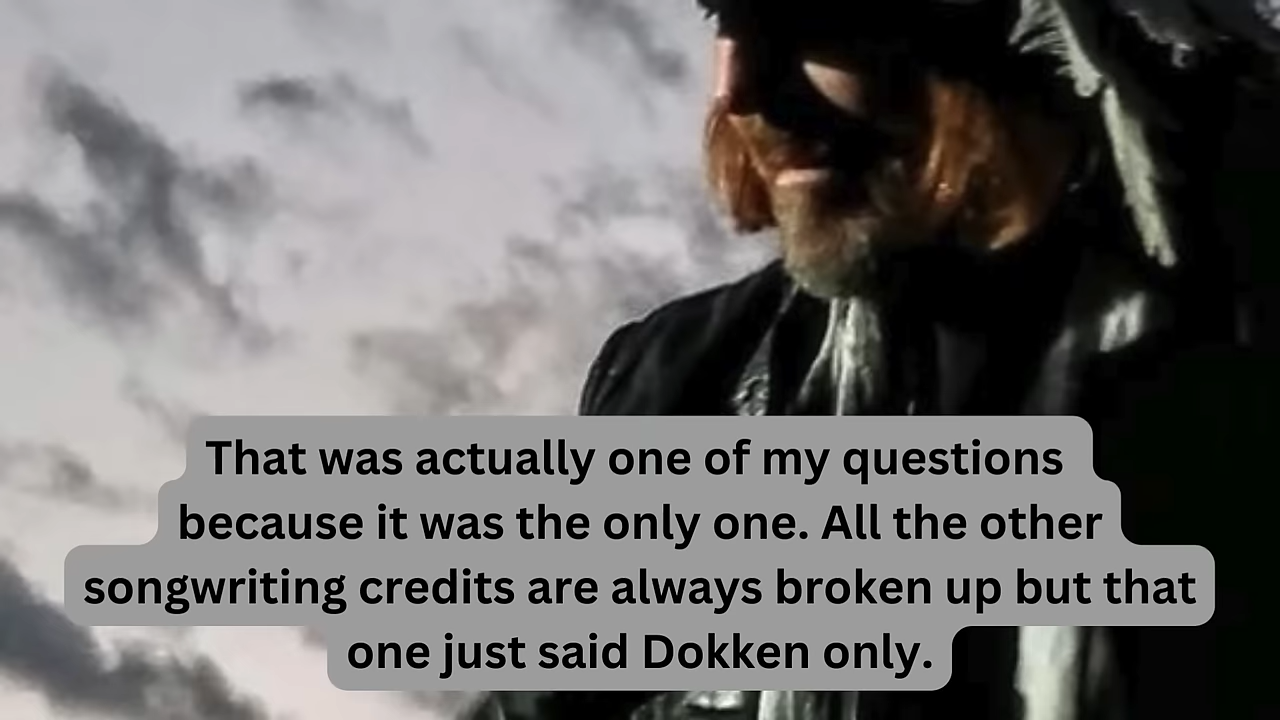 That was actually one of my questions
because it was the only one. All the other
songwriting credits are always broken up but that
one just said Dokken only.